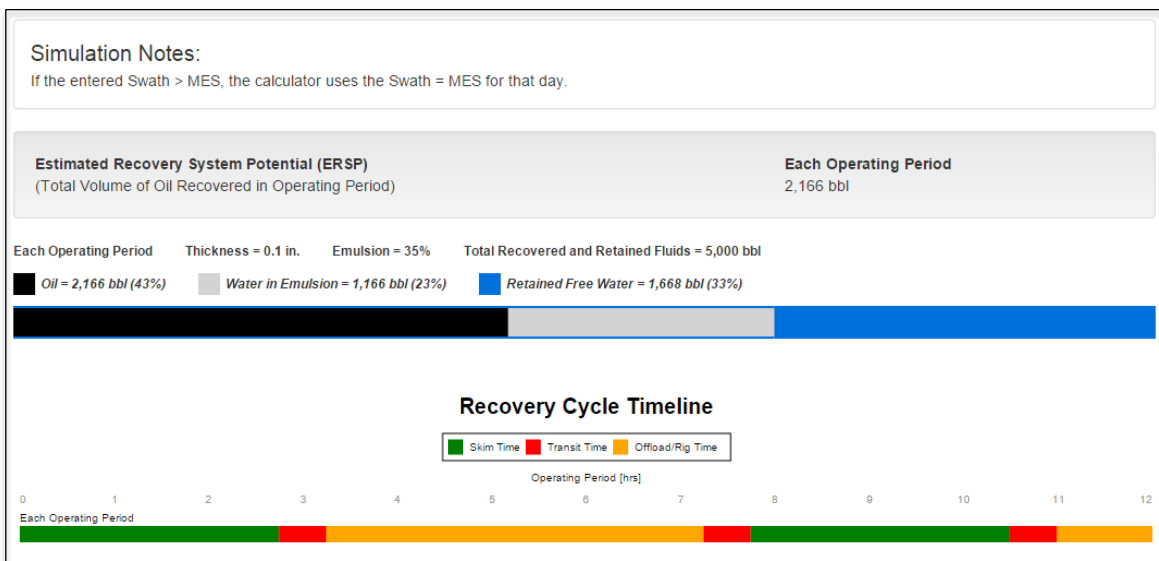 Simulation Notes:
If the entered Swath > MES, the calculator uses the Swath = MES for that day.
Estimated Recovery System Potential (ERSP) Each Operating Period
(Total Volume of Oil Recovered in Operating Period) 2,166 bbl
Each Operating Period Thickness = 0.1 in. Emulsion = 35% Total Recovered and Retained Fluids = 5,000 bbl
Oil = 2,166 bbl (43%) Water in Emulsion = 1,166 bbl (23%) Retained Free Water = 1,668 bbl (33%)
Recovery Cycle Timeline
Skim Time Transit Time Offload/Rig Time
Operating Period [hrs]
0 1 2 3 4 5 6 7 8 9 10 11 12
Each Operating Period